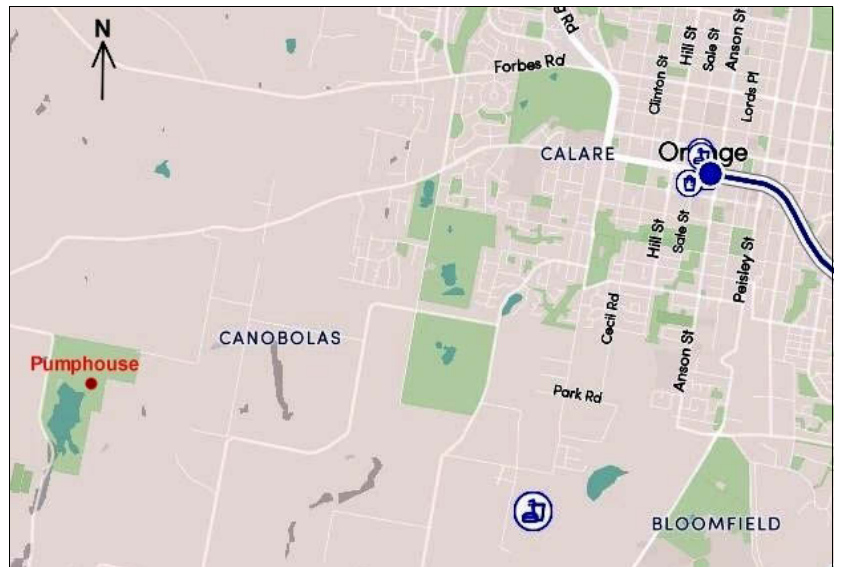 N
g Rd
Forbes Rd
Clinton St
Hill St
Sale St
Anson St
Lords Pl
CALARE
Hill St
Sale St
Peisley St
Cecil Rd
CANOBOLAS
Pumphouse
Anson St
Park Rd
BLOOMFIELD